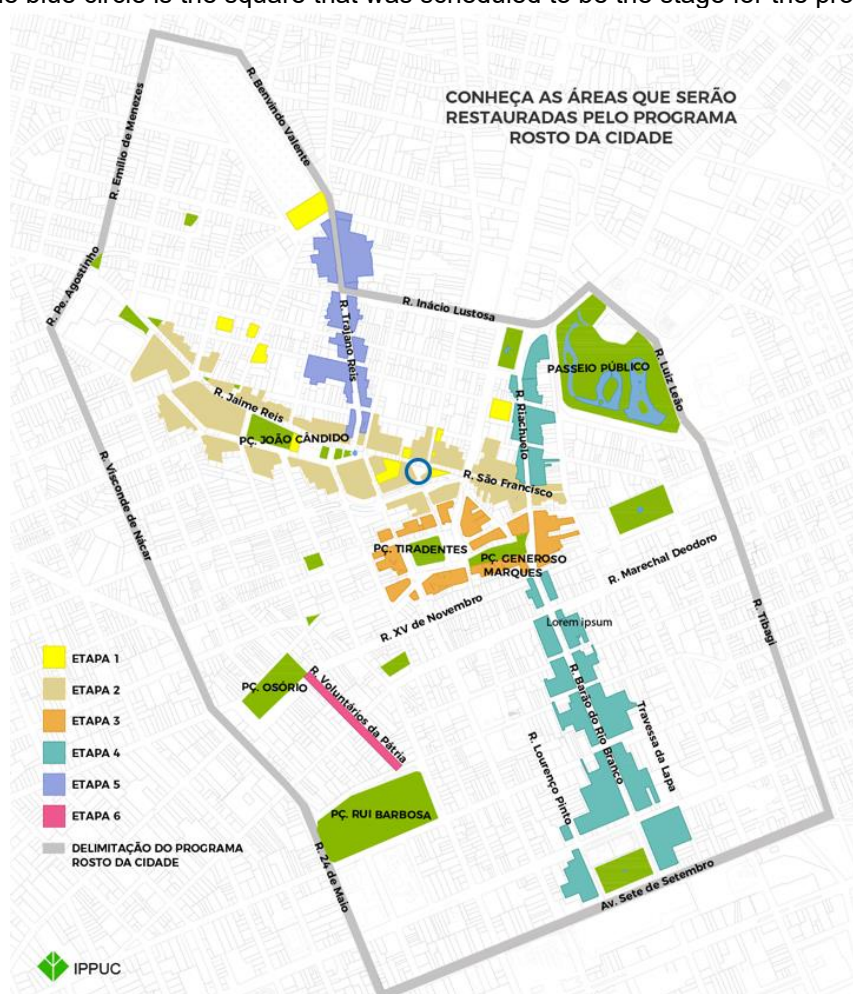 e blue circle is the square that was scheduled to be the stage for the pro
CONHEÇA AS ÁREAS QUE SERÃO
RESTAURADAS PELO PROGRAMA
ROSTO DA CIDADE
R. Emílio de Menezes
R. Benvindo Valente
R. Pe. Agostinho
R. Inácio Lustosa
R. Trajano Reis
PASSEIO PÚBLICO
R. Luiz Leão
R. Jaime Reis
R. Riachuelo
PÇ. JOÃO CÂNDIDO
R. São Francisco
R. Visconde de Nácar
PÇ. TIRADENTES
PÇ. GENEROSO
MARQUES
R. Marechal Deodoro
R. XV de Novembro
Lorem ipsum
R. Tibagi
ETAPA 1
ETAPA 2
ETAPA 3
ETAPA 4
ETAPA 5
ETAPA 6
DELIMITAÇÃO DO PROGRAMA
ROSTO DA CIDADE
PÇ. OSÓRIO
R. Voluntários da Pátria
R. Barão do Rio Branco
Travessa da Lapa
R. Lourenço Pinto
PÇ. RUI BARBOSA
R. 24 de Maio
Av. Sete de Setembro
IPPUC